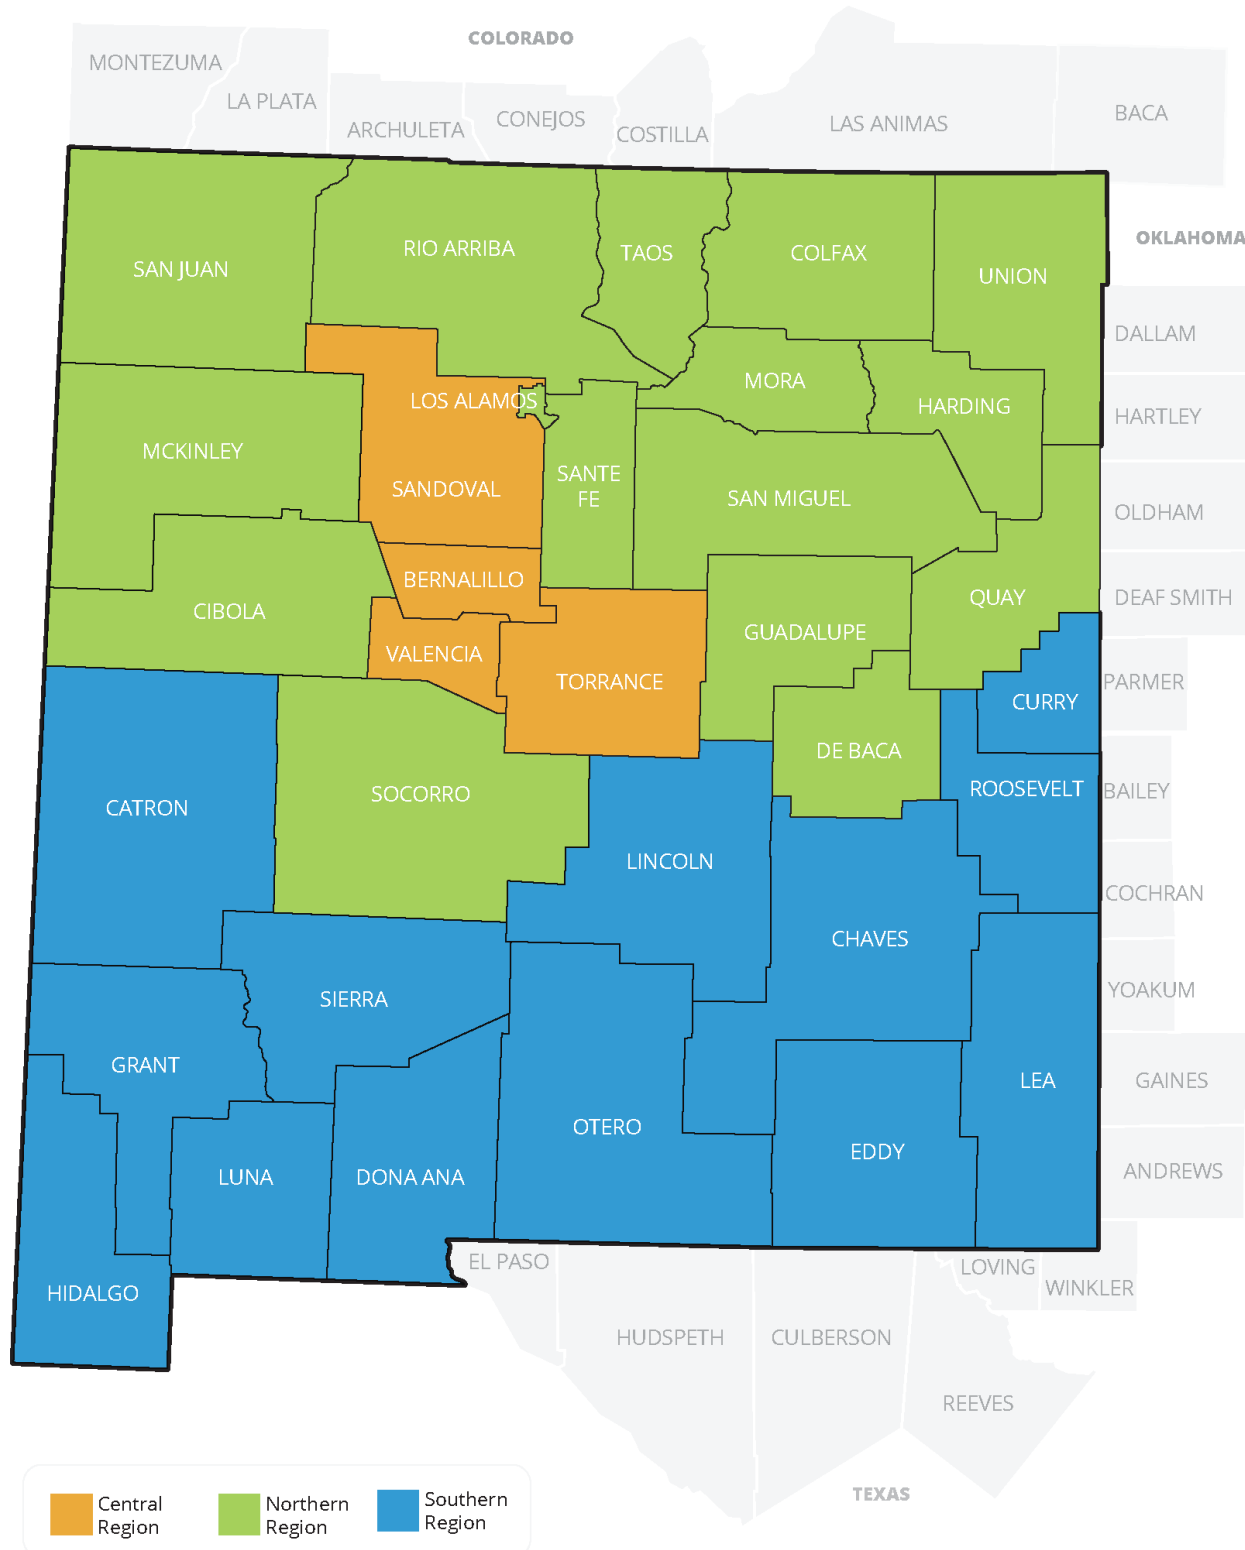 COLORADO
MONTEZUMA
LA PLATA
ARCHULETA
CONEJOS
COSTILLA
LAS ANIMAS
BACA
OKLAHOMA
SAN JUAN
RIO ARRIBA
TAOS
COLFAX
UNION
DALLAM
MORA
LOS ALAMOS
HARDING
HARTLEY
MCKINLEY
SANDOVAL
SANTE
FE
SAN MIGUEL
OLDHAM
BERNALILLO
CIBOLA
QUAY
DEAF SMITH
GUADALUPE
VALENCIA
TORRANCE
PARMER
CURRY
DE BACA
CATRON
SOCORRO
ROOSEVELT
BAILEY
LINCOLN
COCHRAN
CHAVES
SIERRA
YOAKUM
GRANT
LEA
GAINES
OTERO
EDDY
LUNA
DONA ANA
ANDREWS
HIDALGO
EL PASO
LOVING
WINKLER
HUDSPETH
CULBERSON
REEVES
TEXAS
Central
Region
Northern
Region
Southern
Region